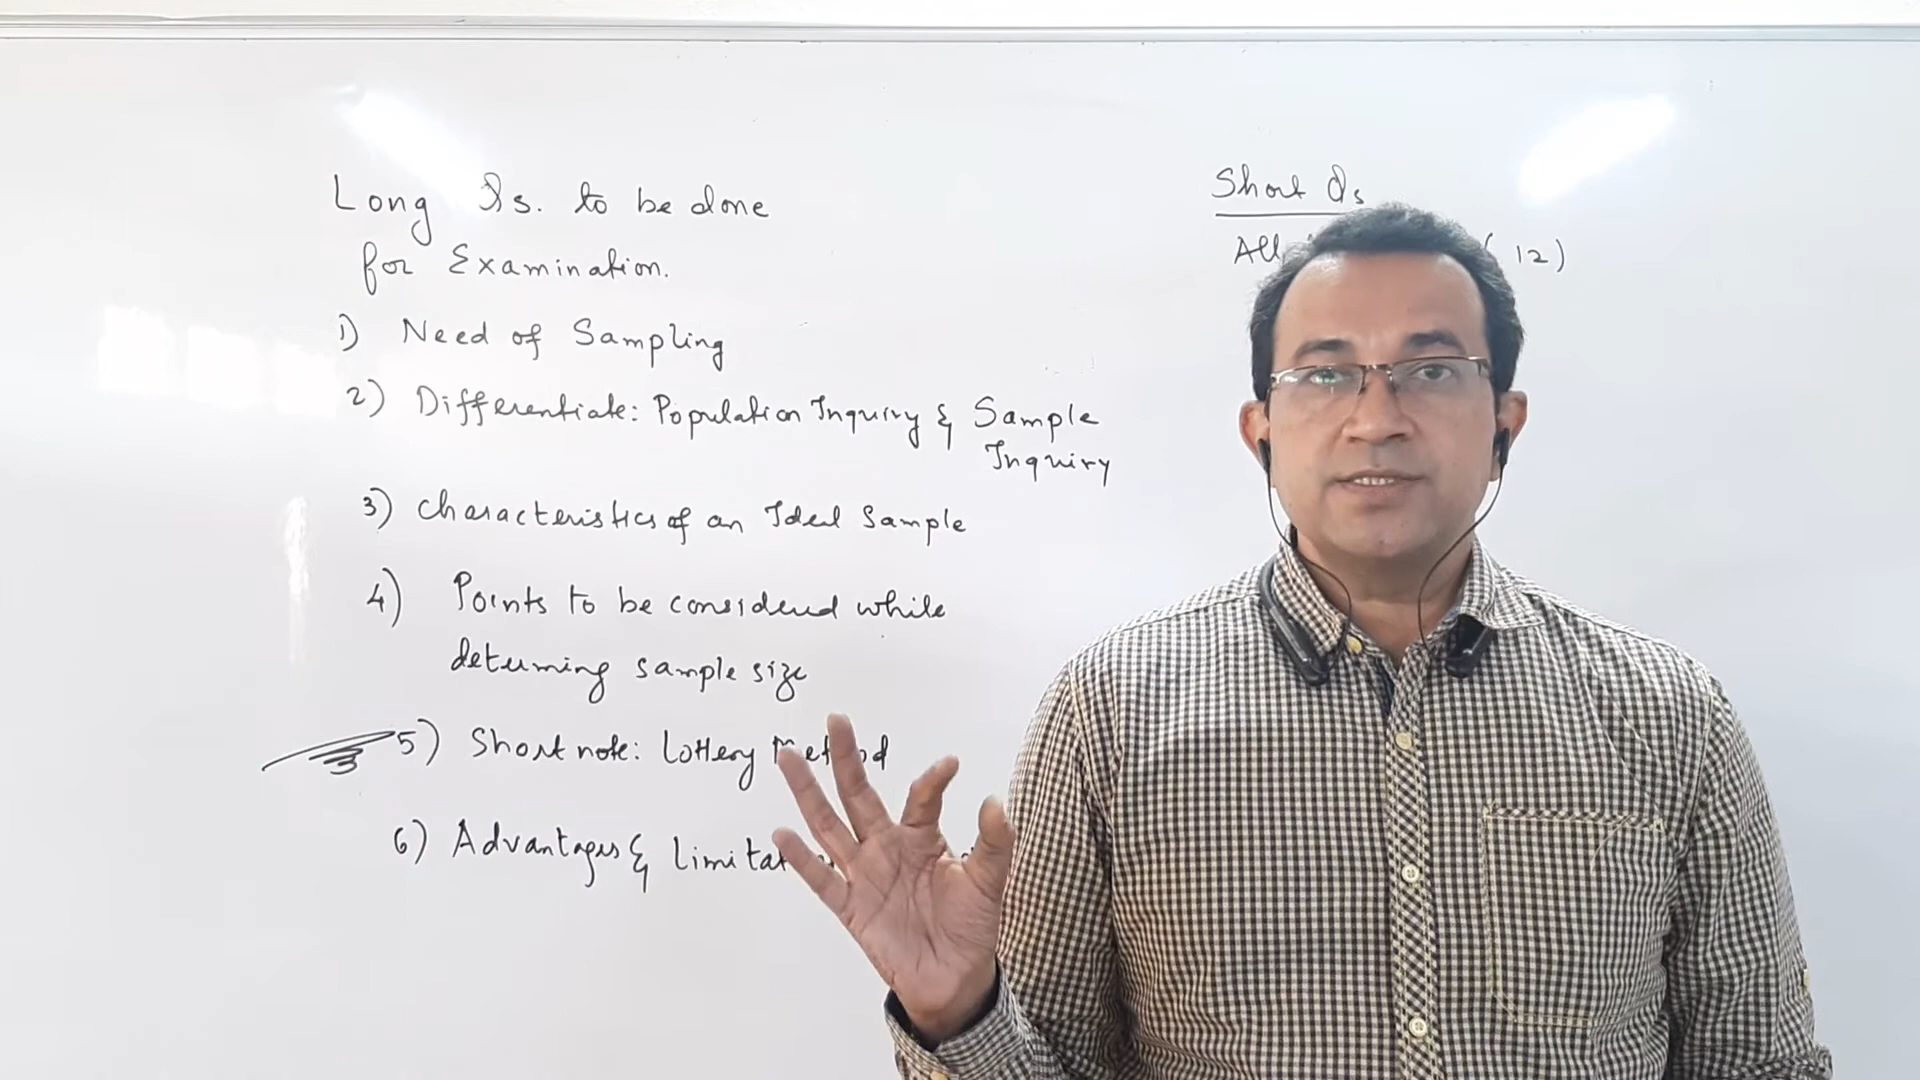 Long Qs. to be done
for Examination.
1) Need of Sampling
2) Differentiate: Population Inquiry & Sample
Inquiry
3) Characteristics of an Ideal Sample
4) Points to be considered while
determing sample size
5) Short note: Lottery Method
6) Advantages &
Short Qs
All
12)